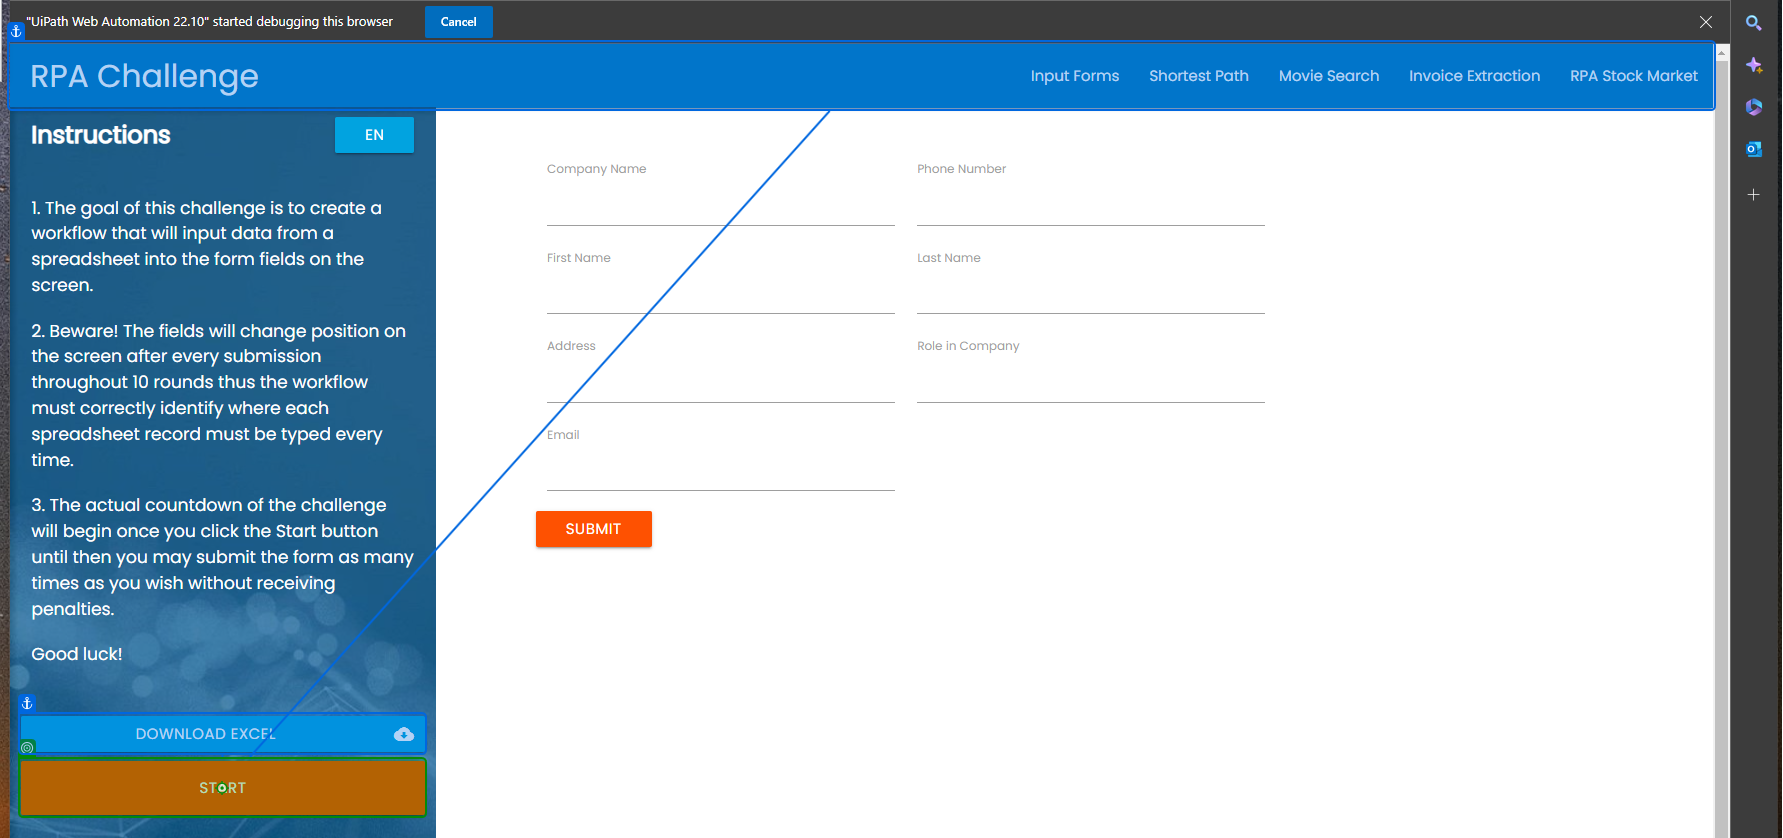 "UiPath Web Automation 22.10" started debugging this browser
Cancel
RPA Challenge
Input Forms
Shortest Path
Movie Search
Invoice Extraction
RPA Stock Market
Instructions
EN
1. The goal of this challenge is to create a
workflow that will input data from a
spreadsheet into the form fields on the
screen.
2. Beware! The fields will change position on
the screen after every submission
throughout 10 rounds thus the workflow
must correctly identify where each
spreadsheet record must be typed every
time.
3. The actual countdown of the challenge
will begin once you click the Start button
until then you may submit the form as many
times as you wish without receiving
penalties.
Good luck!
DOWNLOAD EXCEL
START
Company Name
Phone Number
First Name
Last Name
Address
Role in Company
Email
SUBMIT